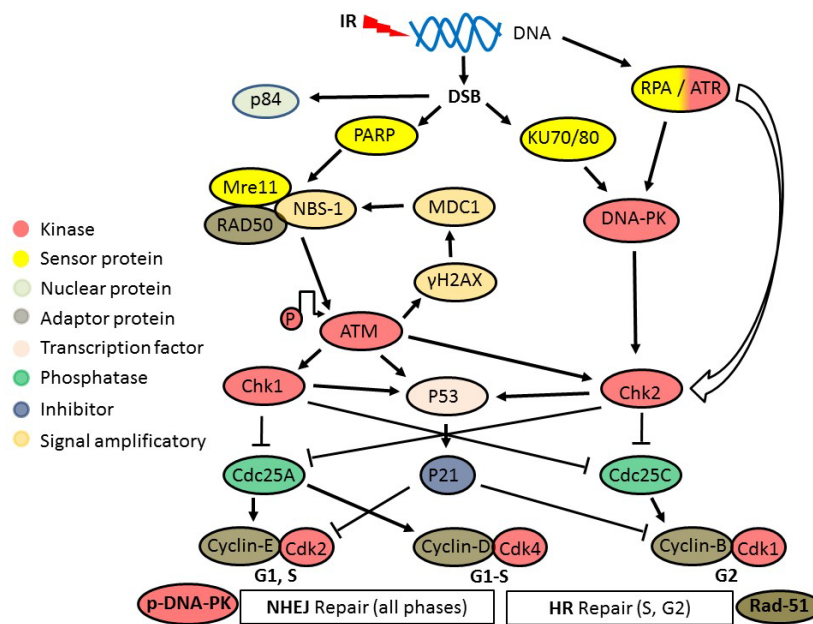 IR
DNA
p84
DSB
RPA / ATR
PARP
KU70/80
Mre11
NBS-1
MDC1
RAD50
DNA-PK
Kinase
Sensor protein
Nuclear protein
Adaptor protein
Transcription factor
Phosphatase
Inhibitor
Signal amplificatory
γH2AX
P
ATM
Chk1
P53
Chk2
Cdc25A
P21
Cdc25C
Cyclin-E Cdk2
Cyclin-D Cdk4
Cyclin-B Cdk1
G1, S
G1-S
G2
p-DNA-PK
NHEJ Repair (all phases)
HR Repair (S, G2)
Rad-51